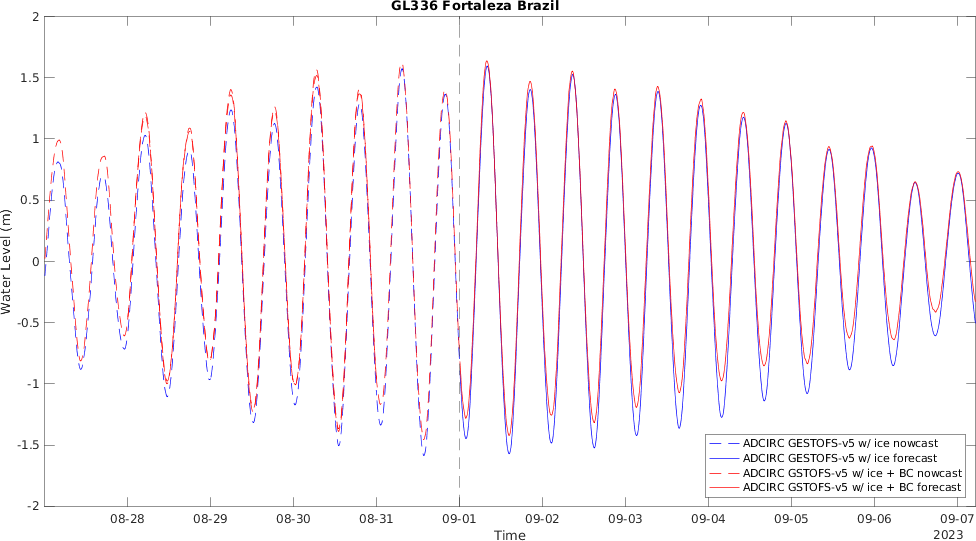 GL336 Fortaleza Brazil
2
1.5
1
0.5
0
-0.5
-1
-1.5
-2
Water Level (m)
ADCIRC GESTOFS-v5 w/ ice nowcast
ADCIRC GESTOFS-v5 w/ ice forecast
ADCIRC GSTOFS-v5 w/ ice + BC nowcast
ADCIRC GSTOFS-v5 w/ ice + BC forecast
08-28 08-29 08-30 08-31 09-01 09-02 09-03 09-04 09-05 09-06 09-07
Time
2023